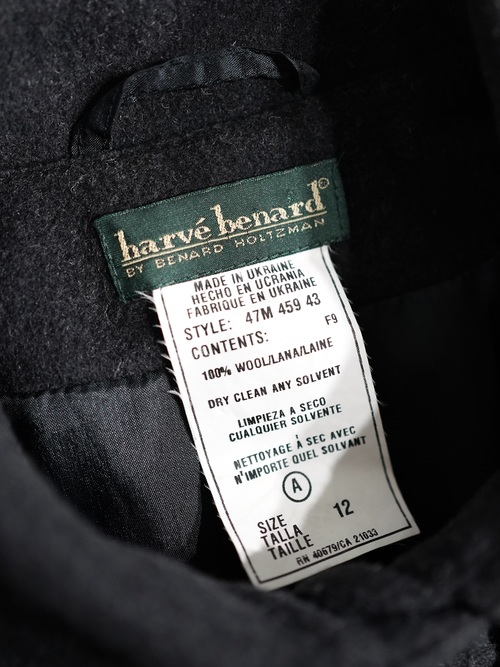 harvé benard©
BY BENARD HOLTZMAN
MADE IN UKRAINE
HECHO EN UCRANIA
FABRIQUE EN UKRAINE
STYLE: 47M 459 43
CONTENTS: F9
100% WOOL/LANA/LAINE
DRY CLEAN ANY SOLVENT
LIMPIEZA A SECO
CUALQUIER SOLVENTE
NETTOYAGE À SEC AVEC
N'IMPORTE QUEL SOLVANT
A
SIZE 12
TALLA
TAILLE
RN 40679/CA 21033